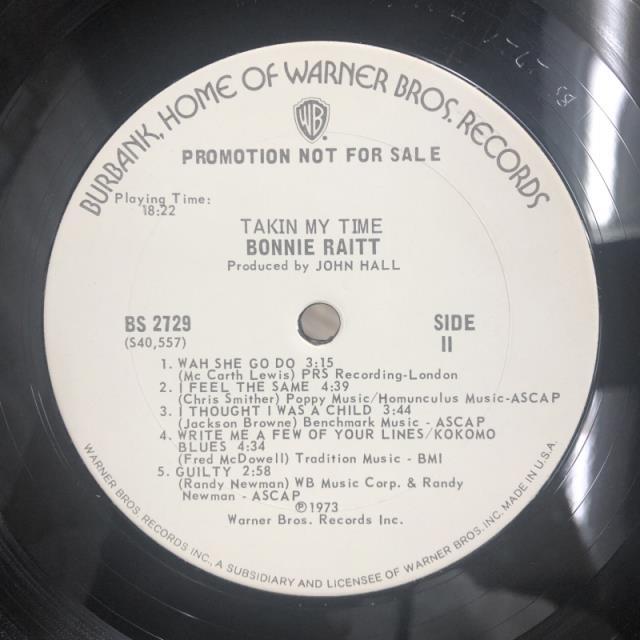 BURBANK, HOME OF WARNER BROS. RECORDS
WB
PROMOTION NOT FOR SALE
Playing Time:
18:22
TAKIN MY TIME
BONNIE RAITT
Produced by JOHN HALL
BS 2729
(S40,557)
SIDE
II
1. WAH SHE GO DO 3:15
(Mc Carth Lewis) PRS Recording-London
2. I FEEL THE SAME 4:39
(Chris Smither) Poppy Music/Homunculus Music-ASCAP
3. I THOUGHT I WAS A CHILD 3:44
(Jackson Browne) Benchmark Music - ASCAP
4. WRITE ME A FEW OF YOUR LINES/KOKOMO
BLUES 4:34
(Fred McDowell) Tradition Music - BMI
5. GUILTY 2:58
(Randy Newman) WB Music Corp. & Randy
Newman - ASCAP
℗1973
Warner Bros. Records Inc.
WARNER BROS. RECORDS INC., A SUBSIDIARY AND LICENSEE OF WARNER BROS. INC. MADE IN U.S.A.